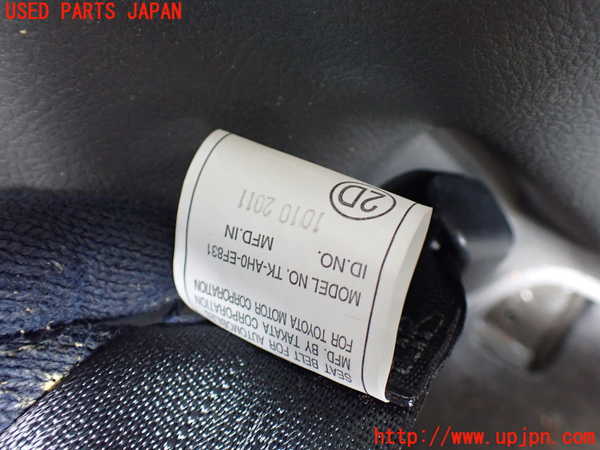 USED PARTS JAPAN
SEAT BELT FOR AUTOMOBILE
MFD. BY TAKATA CORPORATION
FOR TOYOTA MOTOR CORPORATION
MODEL NO. TK-AH0-EF831
ID.NO.
MFD.IN
1010 2011
2D
http://www.upjpn.com/